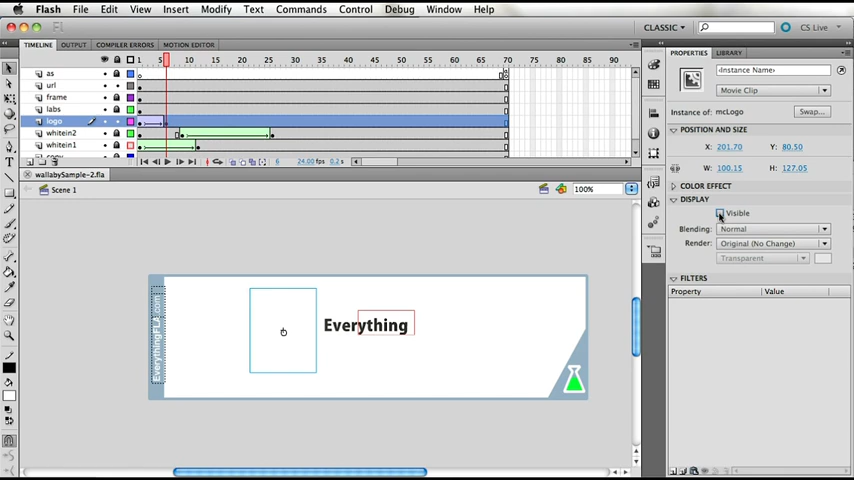 Flash File Edit View Insert Modify Text Commands Control Debug Window Help
CLASSIC CS Live
TIMELINE OUTPUT COMPILER ERRORS MOTION EDITOR
PROPERTIES LIBRARY
1 5 10 15 20 25 30 35 40 45 50 55 60 65 70 75 80 85 90
as
url
frame
labs
logo
whitein2
whitein1
copy
6 24.00 fps 0.2 s
wallabySample-2.fla
Scene 1
100%
<Instance Name>
Movie Clip
Instance of: mcLogo Swap...
POSITION AND SIZE
X: 201.70 Y: 80.50
W: 100.15 H: 127.05
COLOR EFFECT
DISPLAY
Visible
Blending: Normal
Render: Original (No Change)
Transparent
FILTERS
Property Value
EverythingFLA.com
Everything